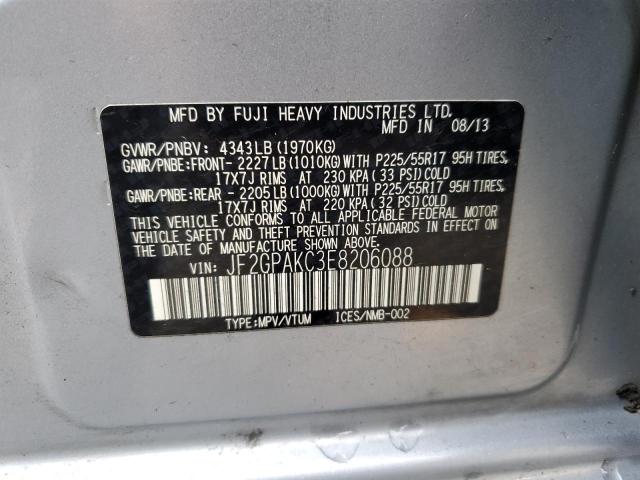 MFD BY FUJI HEAVY INDUSTRIES LTD.
MFD IN 08/13
GVWR/PNBV: 4343LB(1970KG)
GAWR/PNBE:FRONT- 2227LB(1010KG)WITH P225/55R17 95H TIRES,
17X7J RIMS AT 230 KPA(33 PSI)COLD
GAWR/PNBE:REAR - 2205LB(1000KG)WITH P225/55R17 95H TIRES,
17X7J RIMS AT 220 KPA(32 PSI)COLD
THIS VEHICLE CONFORMS TO ALL APPLICABLE FEDERAL MOTOR
VEHICLE SAFETY AND THEFT PREVENTION STANDARDS IN EFFECT ON
THE DATE OF MANUFACTURE SHOWN ABOVE.
VIN: JF2GPAKC3E8206088
TYPE:MPV/VTUM ICES/NMB-002